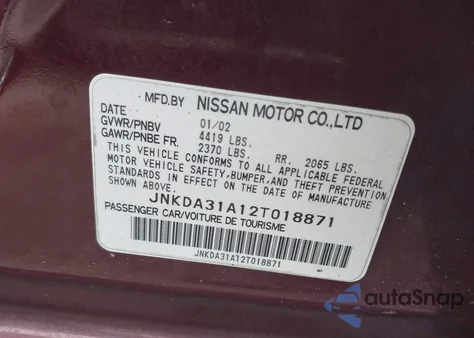 MFD.BY NISSAN MOTOR CO.,LTD
DATE 01/02
GVWR/PNBV 4419 LBS.
GAWR/PNBE FR. 2370 LBS. RR. 2065 LBS.
THIS VEHICLE CONFORMS TO ALL APPLICABLE FEDERAL
MOTOR VEHICLE SAFETY,BUMPER,AND THEFT PREVENTION
STANDARDS IN EFFECT ON THE DATE OF MANUFACTURE
SHOWN ABOVE.
JNKDA31A12T018871
PASSENGER CAR/VOITURE DE TOURISME
JNKDA31A12T018871
autoSnap